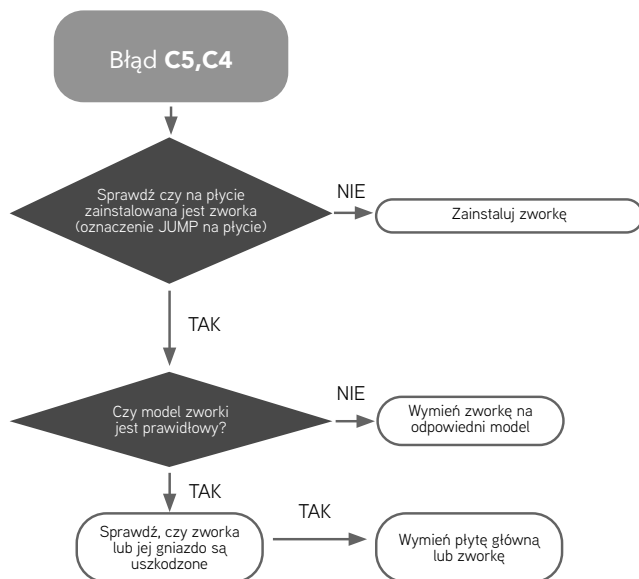 Błąd C5,C4
Sprawdź czy na płycie
zainstalowana jest zworka
(oznaczenie JUMP na płycie)
NIE
Zainstaluj zworkę
TAK
Czy model zworki
jest prawidłowy?
NIE
Wymień zworkę na
odpowiedni model
TAK
Sprawdź, czy zworka
lub jej gniazdo są
uszkodzone
TAK
Wymień płytę główną
lub zworkę